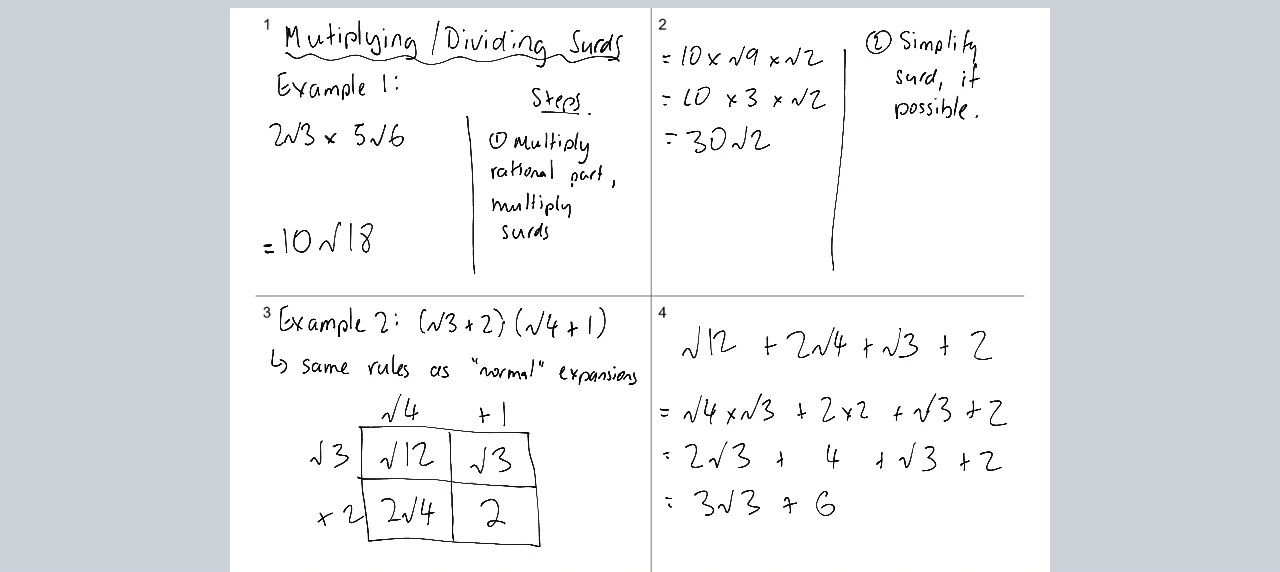 1
Mutiplying / Dividing Surds
Example 1:
2√3 × 5√6
= 10√18
Steps.
① Multiply
rational part,
multiply
surds
2
= 10 × √9 × √2
= 10 × 3 × √2
= 30√2
② Simplify
surd, if
possible.
3
Example 2: (√3 + 2)(√4 + 1)
↳ same rules as "normal" expansions
√4 + 1
√3 √12 √3
+ 2 2√4 2
4
√12 + 2√4 + √3 + 2
= √4 × √3 + 2×2 + √3 + 2
= 2√3 + 4 + √3 + 2
= 3√3 + 6